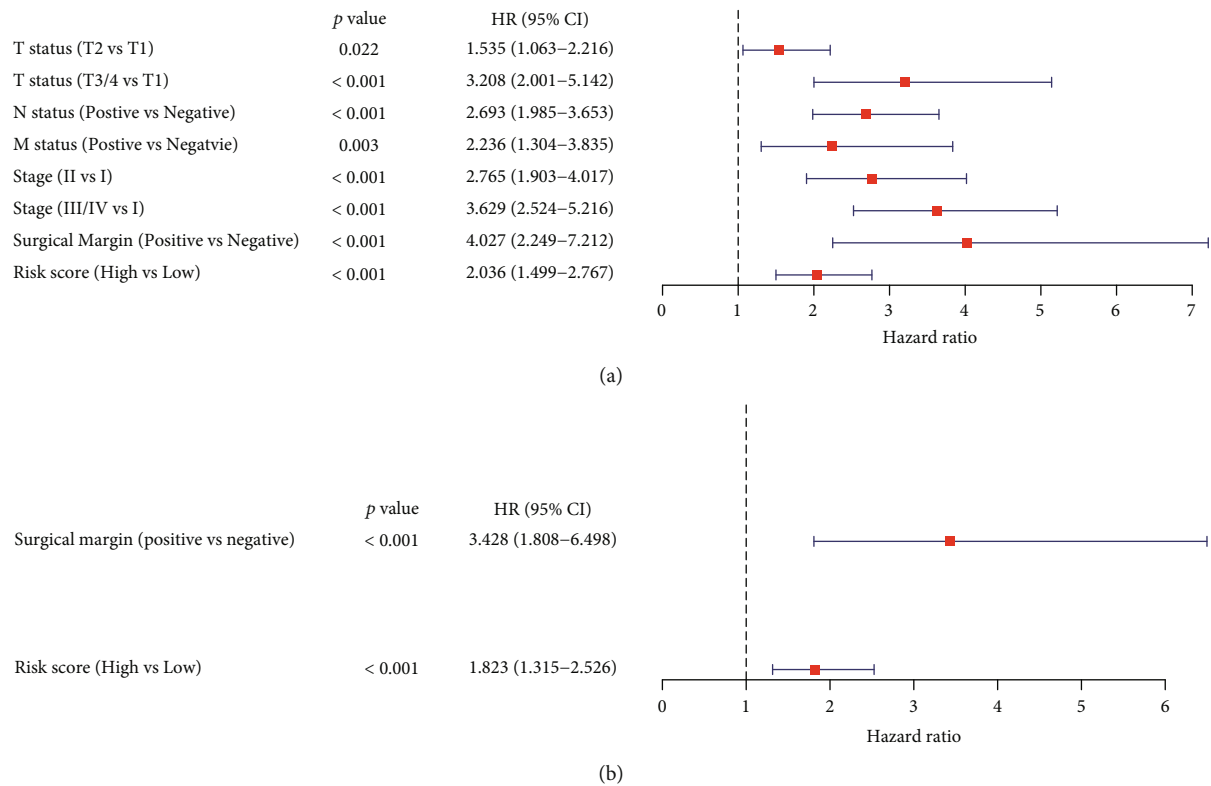 p value HR (95% CI)
T status (T2 vs T1) 0.022 1.535 (1.063−2.216)
T status (T3/4 vs T1) < 0.001 3.208 (2.001−5.142)
N status (Postive vs Negative) < 0.001 2.693 (1.985−3.653)
M status (Postive vs Negatvie) 0.003 2.236 (1.304−3.835)
Stage (II vs I) < 0.001 2.765 (1.903−4.017)
Stage (III/IV vs I) < 0.001 3.629 (2.524−5.216)
Surgical Margin (Positive vs Negative) < 0.001 4.027 (2.249−7.212)
Risk score (High vs Low) < 0.001 2.036 (1.499−2.767)
0 1 2 3 4 5 6 7
Hazard ratio
(a)
p value HR (95% CI)
Surgical margin (positive vs negative) < 0.001 3.428 (1.808−6.498)
Risk score (High vs Low) < 0.001 1.823 (1.315−2.526)
0 1 2 3 4 5 6
Hazard ratio
(b)